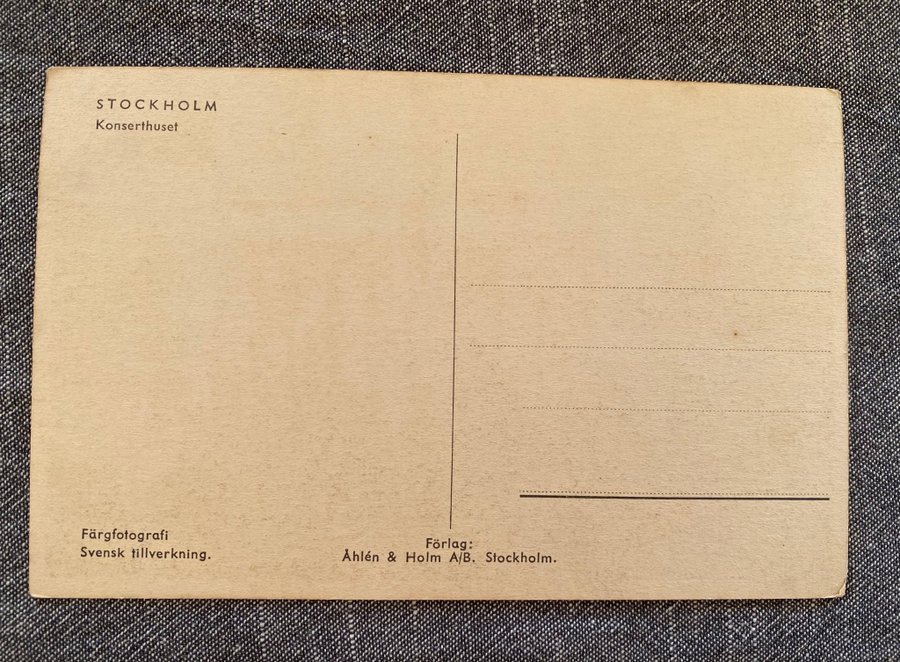 STOCKHOLM
Konserthuset
Färgfotografi
Svensk tillverkning.
Förlag:
Åhlén & Holm A/B. Stockholm.